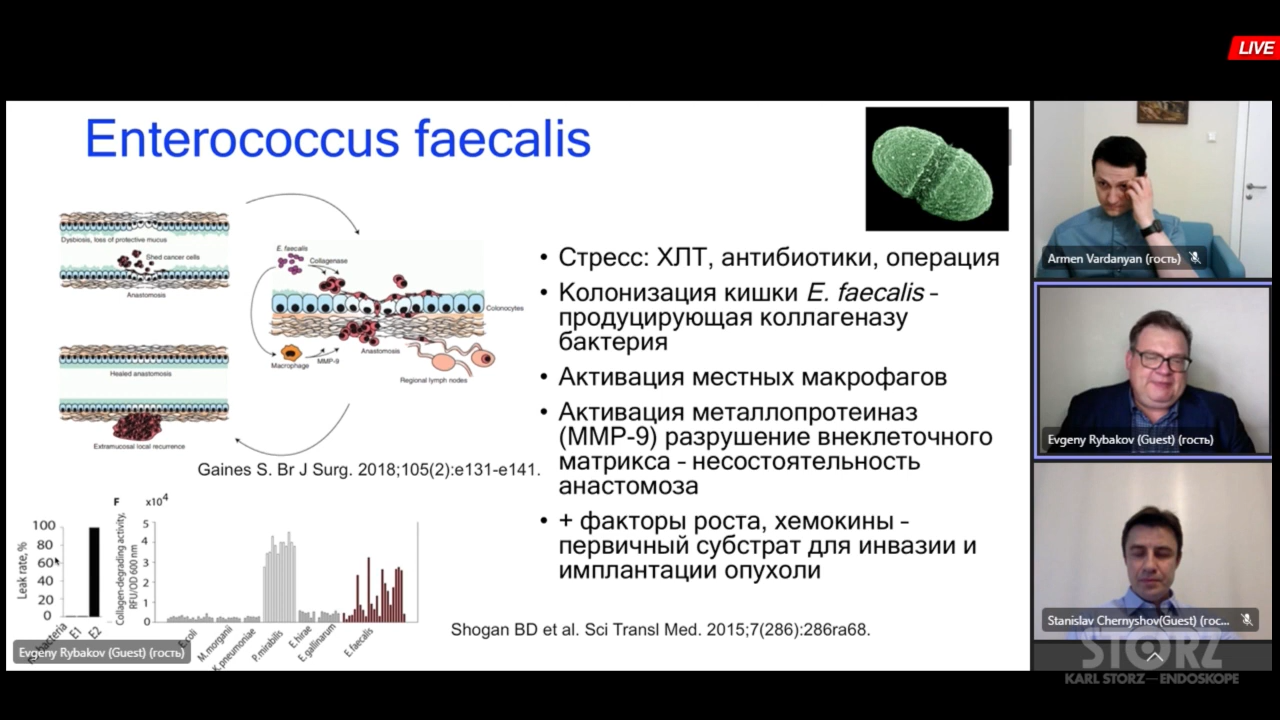 LIVE
Enterococcus faecalis
Dysbiosis, loss of protective mucus
Shed cancer cells
Anastomosis
Healed anastomosis
Extramucosal local recurrence
E. faecalis
Collagenase
Colonocytes
Macrophage
MMP-9
Anastomosis
Regional lymph nodes
Gaines S. Br J Surg. 2018;105(2):e131-e141.
• Стресс: ХЛТ, антибиотики, операция
• Колонизация кишки E. faecalis –
продуцирующая коллагеназу
бактерия
• Активация местных макрофагов
• Активация металлопротеиназ
(ММР-9) разрушение внеклеточного
матрикса – несостоятельность
анастомоза
• + факторы роста, хемокины –
первичный субстрат для инвазии и
имплантации опухоли
Leak rate, %
100
80
60
40
20
0
E1
E2
F
x10⁴
Collagen-degrading activity,
RFU/OD 600 nm
5
4
3
2
1
0
M.morganii
K.pneumoniae
P.mirabilis
E.hirae
E.gallinarum
E.faecalis
Shogan BD et al. Sci Transl Med. 2015;7(286):286ra68.
Evgeny Rybakov (Guest) (гость)
Armen Vardanyan (гость)
Evgeny Rybakov (Guest) (гость)
Stanislav Chernyshov(Guest) (гос...
STORZ
KARL STORZ—ENDOSKOPE